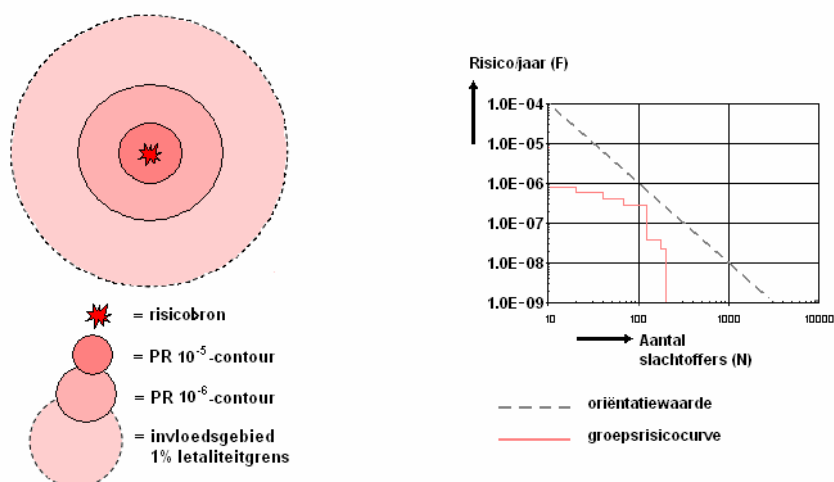 = risicobron
= PR 10⁻⁵-contour
= PR 10⁻⁶-contour
= invloedsgebied
1% letaliteitgrens
Risico/jaar (F)
1.0E-04
1.0E-05
1.0E-06
1.0E-07
1.0E-08
1.0E-09
10 100 1000 10000
Aantal
slachtoffers (N)
oriëntatiewaarde
groepsrisicocurve